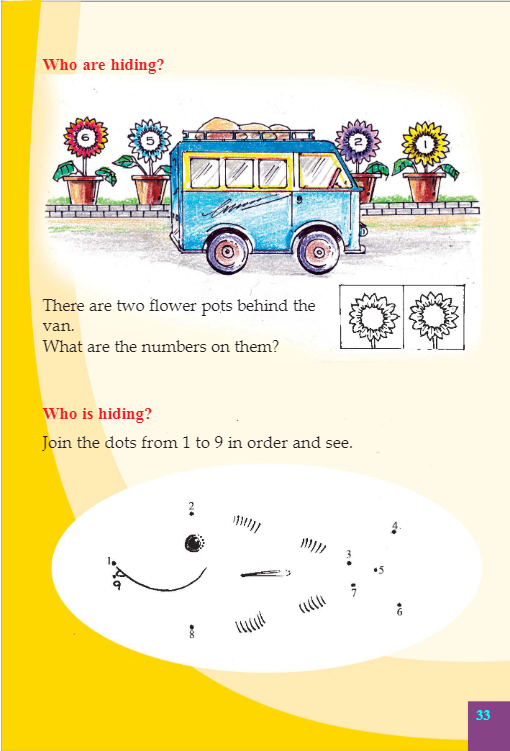 Who are hiding?
6 5 2 1
There are two flower pots behind the
van.
What are the numbers on them?
Who is hiding?
Join the dots from 1 to 9 in order and see.
2
4
1
3
5
9
7
6
8
33